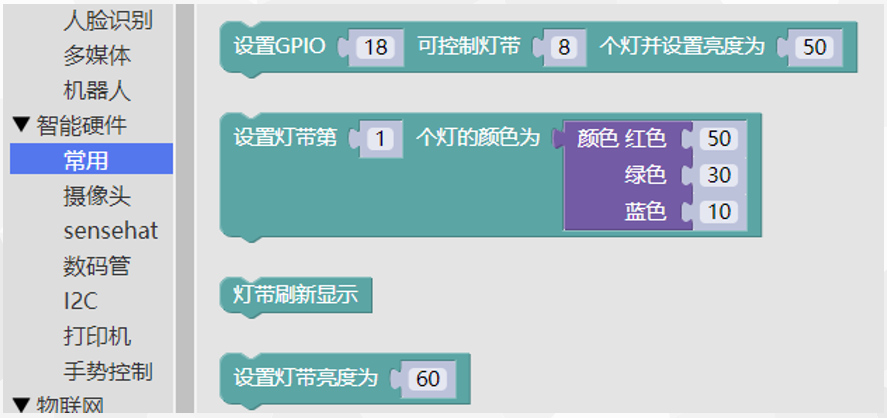 人脸识别
多媒体
机器人
▼ 智能硬件
常用
摄像头
sensehat
数码管
I2C
打印机
手势控制
▼ 物联网
设置GPIO 18 可控制灯带 8 个灯并设置亮度为 50
设置灯带第 1 个灯的颜色为 颜色 红色 50
绿色 30
蓝色 10
灯带刷新显示
设置灯带亮度为 60